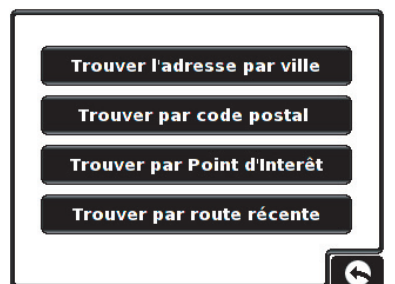 Trouver l'adresse par ville
Trouver par code postal
Trouver par Point d'Interêt
Trouver par route récente